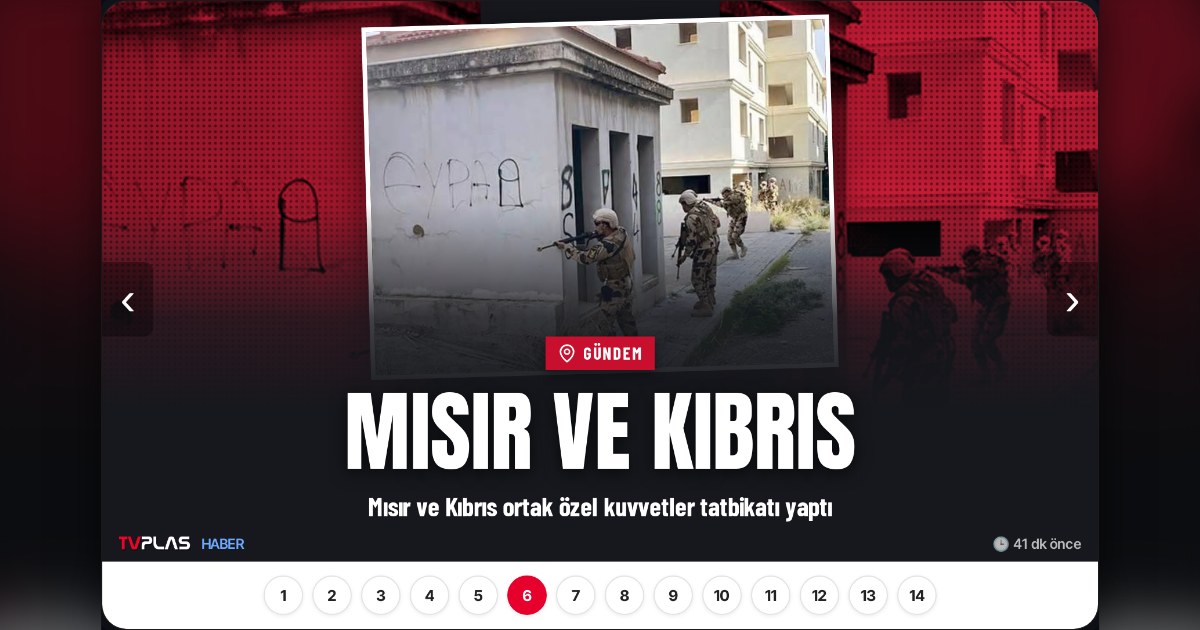 GÜNDEM
MISIR VE KIBRIS
Mısır ve Kıbrıs ortak özel kuvvetler tatbikatı yaptı
TVPLAS HABER
41 dk önce
1 2 3 4 5 6 7 8 9 10 11 12 13 14